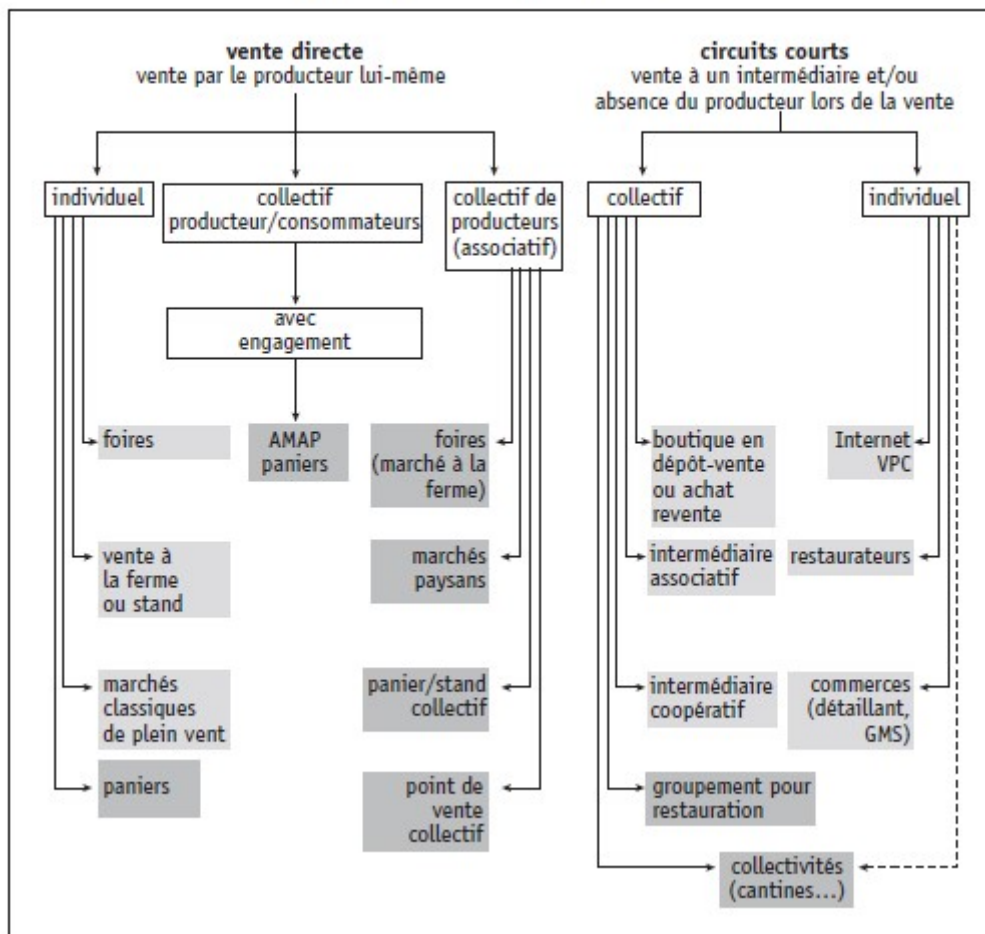 vente directe
vente par le producteur lui-même
circuits courts
vente à un intermédiaire et/ou
absence du producteur lors de la vente
individuel
collectif
producteur/consommateurs
collectif de
producteurs
(associatif)
collectif
individuel
avec
engagement
foires
AMAP
paniers
foires
(marché à la
ferme)
boutique en
dépôt-vente
ou achat
revente
Internet
VPC
vente à
la ferme
ou stand
marchés
paysans
intermédiaire
associatif
restaurateurs
marchés
classiques
de plein vent
panier/stand
collectif
intermédiaire
coopératif
commerces
(détaillant,
GMS)
paniers
point de
vente
collectif
groupement pour
restauration
collectivités
(cantines...)